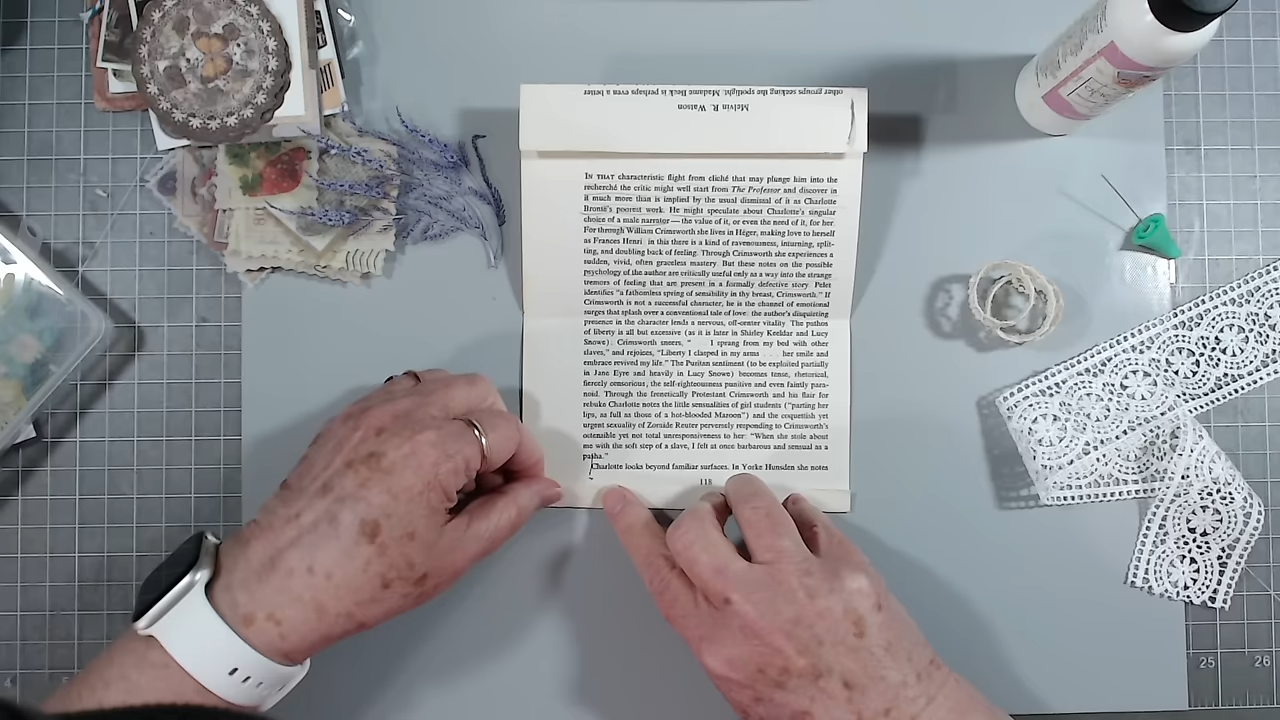 other groups seeking the spotlight. Madame Beck is perhaps even a better
Melvin R. Watson
IN THAT characteristic flight from cliché that may plunge him into the
recherché the critic might well start from The Professor and discover in
it much more than is implied by the usual dismissal of it as Charlotte
Brontë's poorest work. He might speculate about Charlotte's singular
choice of a male narrator—the value of it, or even the need of it, for her.
For through William Crimsworth she lives in Héger, making love to herself
as Frances Henri in this there is a kind of ravenousness, inturning, split-
ting, and doubling back of feeling. Through Crimsworth she experiences a
sudden, vivid, often graceless mastery. But these notes on the possible
psychology of the author are critically useful only as a way into the strange
tremors of feeling that are present in a formally defective story. Pelet
identifies "a fathomless spring of sensibility in thy breast, Crimsworth." If
Crimsworth is not a successful character, he is the channel of emotional
surges that splash over a conventional tale of love the author's disquieting
presence in the character lends a nervous, off-center vitality. The pathos
of liberty is all but excessive (as it is later in Shirley Keeldar and Lucy
Snowe): Crimsworth sneers, " I sprang from my bed with other
slaves," and rejoices, "Liberty I clasped in my arms . . . her smile and
embrace revived my life." The Puritan sentiment (to be exploited partially
in Jane Eyre and heavily in Lucy Snowe) becomes tense, rhetorical,
fiercely censorious, the self-righteousness punitive and even faintly para-
noid. Through the frenetically Protestant Crimsworth and his flair for
rebuke Charlotte notes the little sensualities of girl students ("parting her
lips, as full as those of a hot-blooded Maroon") and the coquettish yet
urgent sexuality of Zoraide Reuter perversely responding to Crimsworth's
ostensible yet not total unresponsiveness to her: "When she stole about
me with the soft step of a slave, I felt at once barbarous and sensual as a
pasha."
Charlotte looks beyond familiar surfaces. In Yorke Hunsden she notes
118
25 26